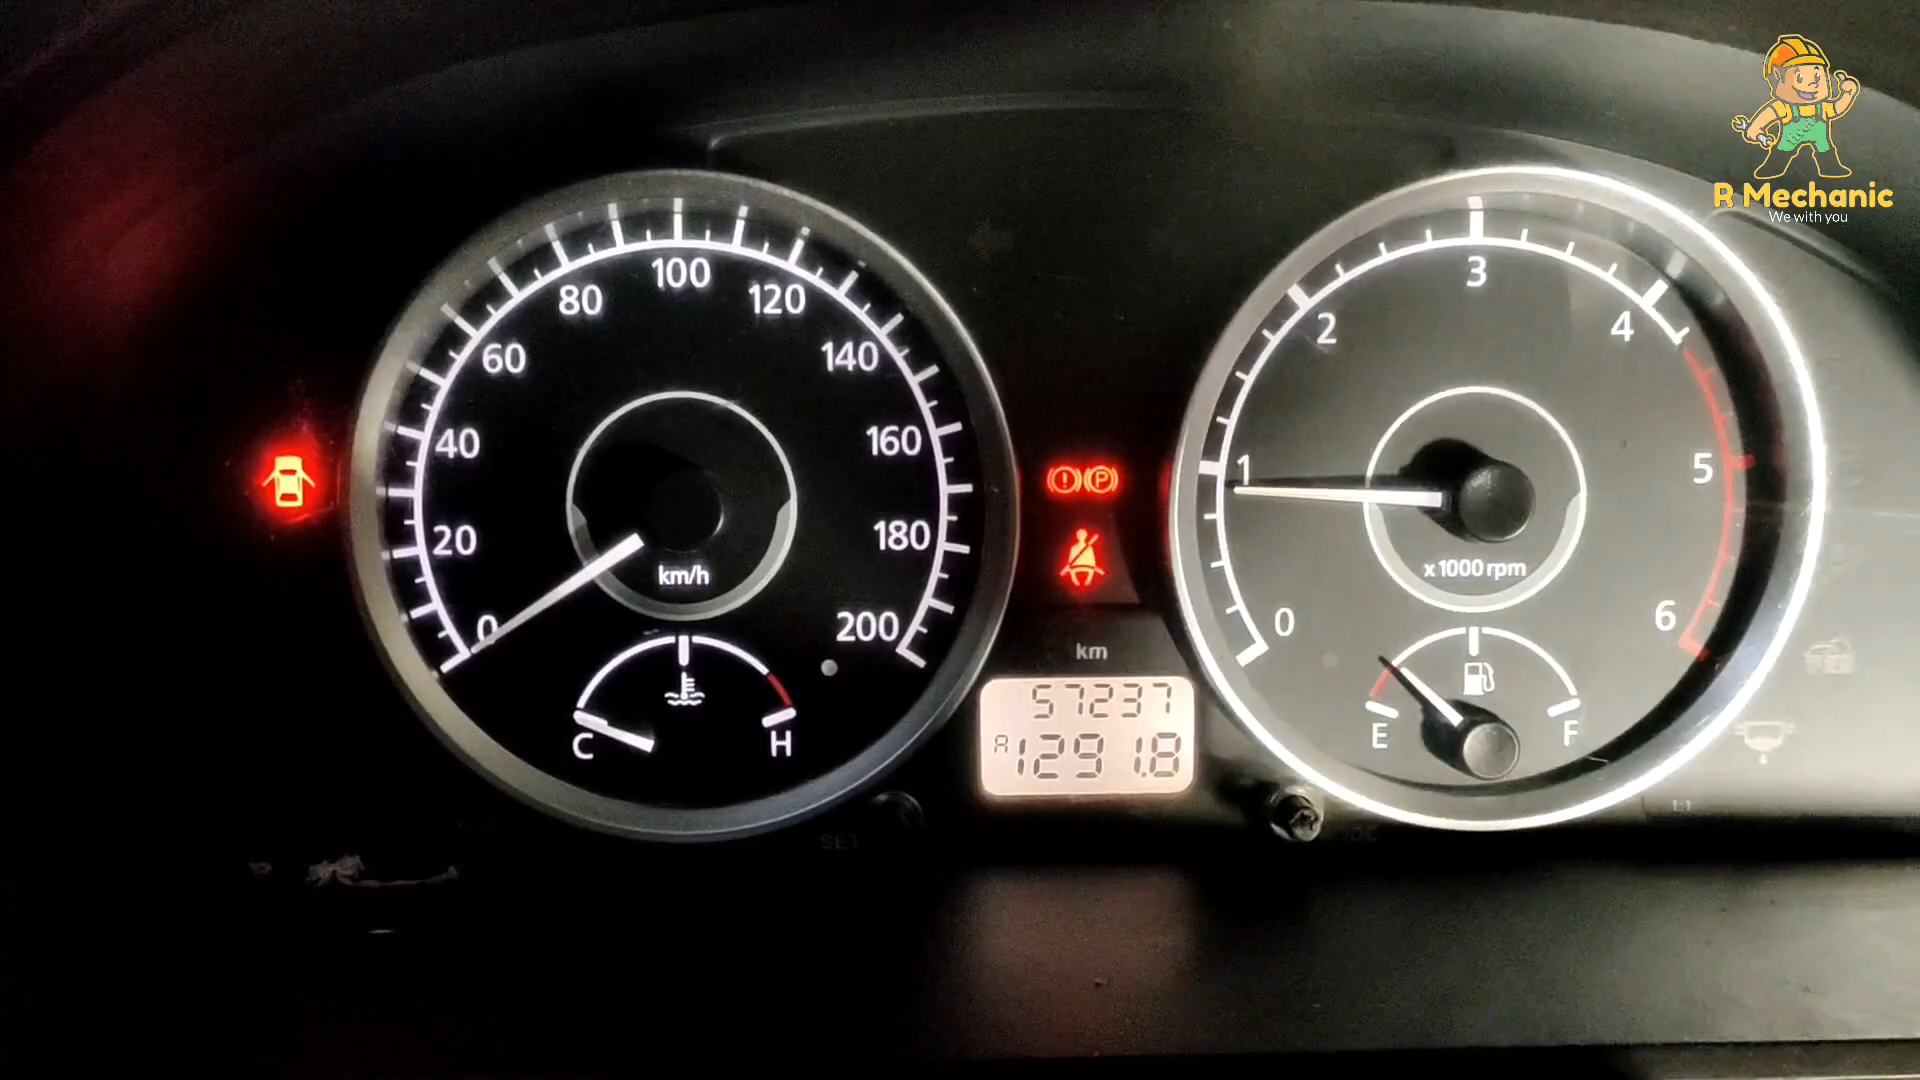 R Mechanic
We with you
0
20
40
60
80
100
120
140
160
180
200
km/h
C
H
(!) (P)
km
57237
A 1291.8
SET
0
1
2
3
4
5
6
x1000 rpm
E
F